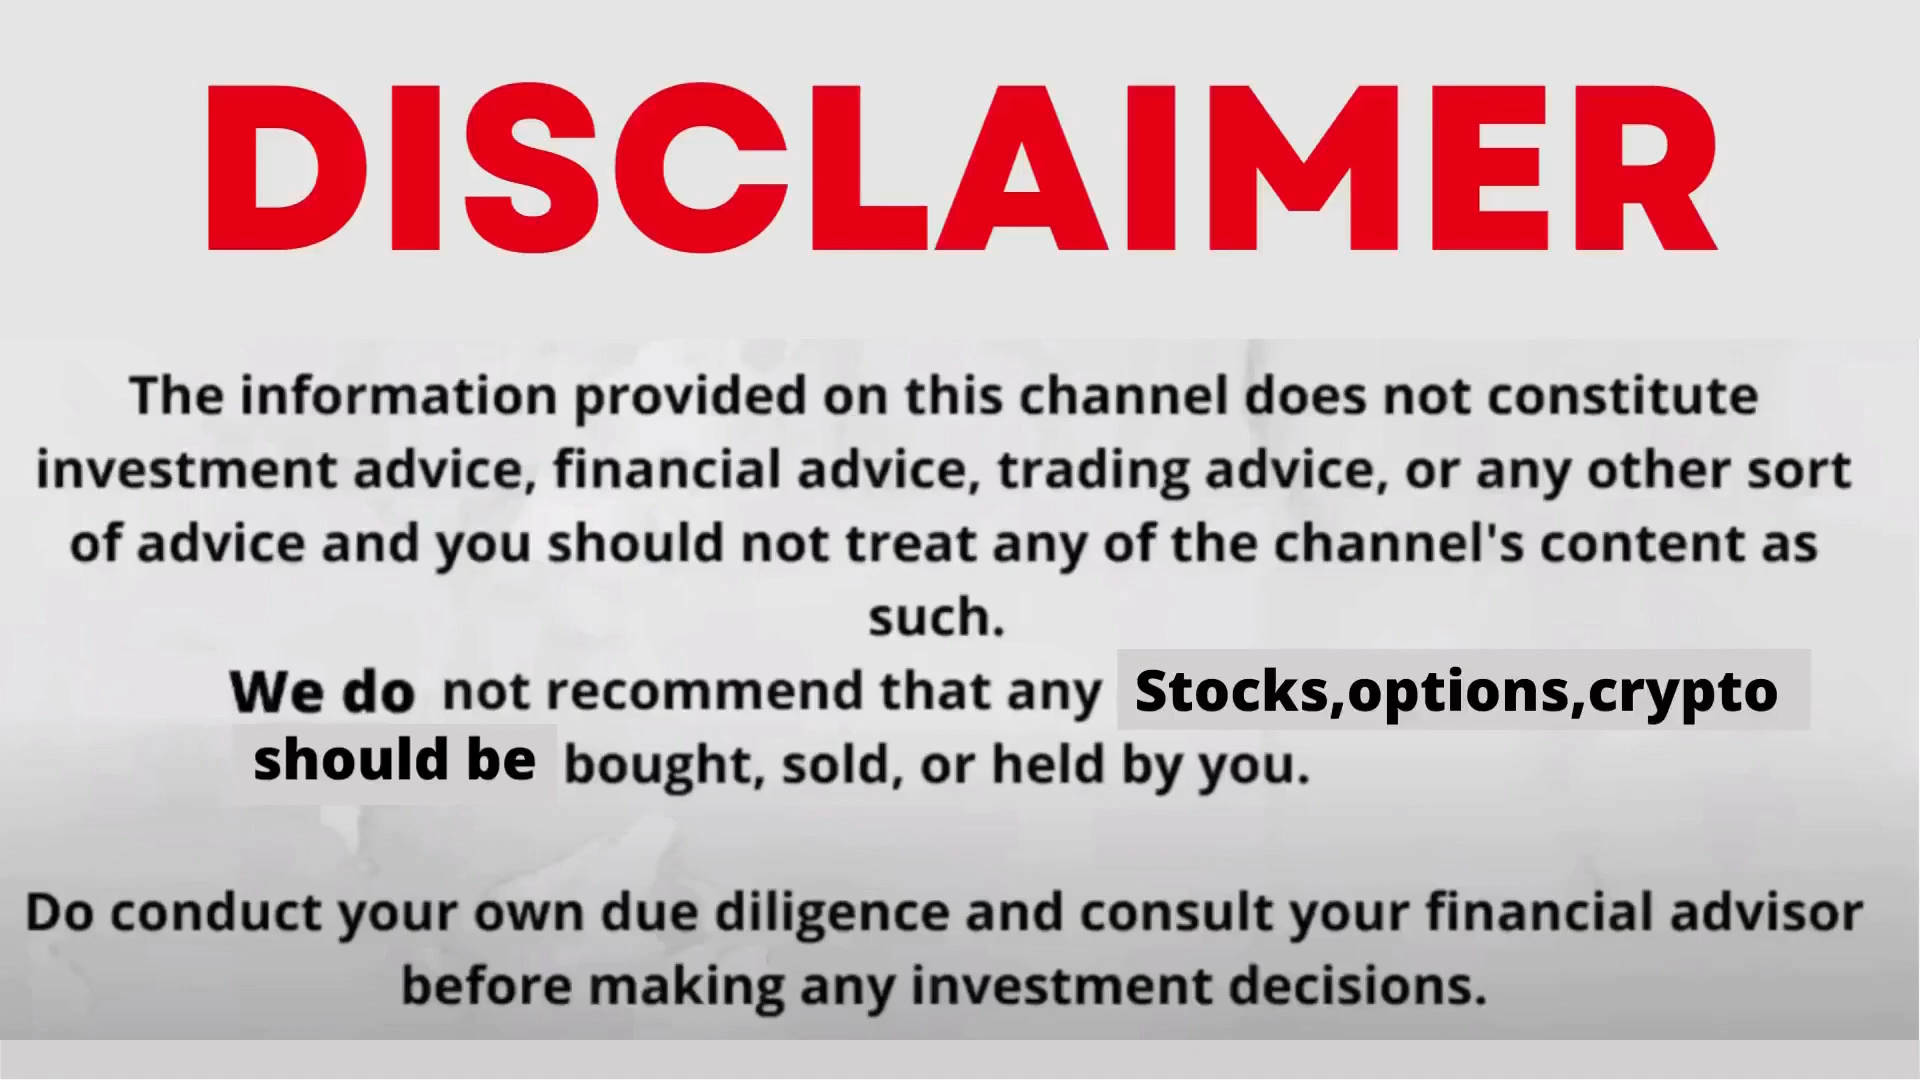 DISCLAIMER
The information provided on this channel does not constitute
investment advice, financial advice, trading advice, or any other sort
of advice and you should not treat any of the channel's content as
such.
We do not recommend that any Stocks,options,crypto
should be bought, sold, or held by you.
Do conduct your own due diligence and consult your financial advisor
before making any investment decisions.